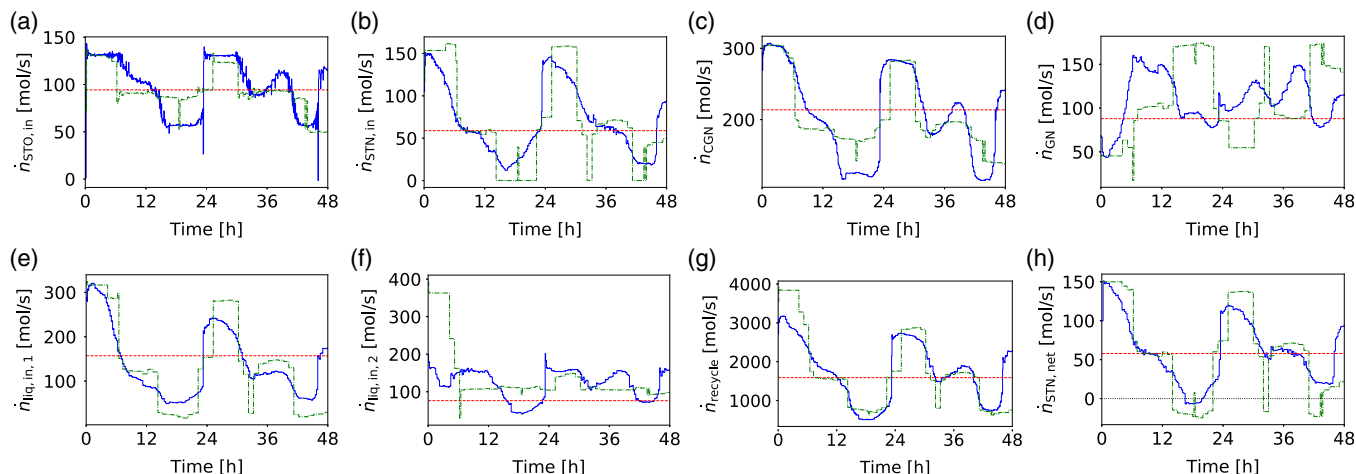 (a) (b) (c) (d)
150 100 50 0
ṅSTO, in [mol/s]
0 12 24 36 48
Time [h]
150 100 50 0
ṅSTN, in [mol/s]
0 12 24 36 48
Time [h]
300 200
ṅCGN [mol/s]
0 12 24 36 48
Time [h]
150 100 50
ṅGN [mol/s]
0 12 24 36 48
Time [h]
(e) (f) (g) (h)
300 200 100
ṅliq, in, 1 [mol/s]
0 12 24 36 48
Time [h]
400 300 200 100 0
ṅliq, in, 2 [mol/s]
0 12 24 36 48
Time [h]
4000 3000 2000 1000
ṅrecycle [mol/s]
0 12 24 36 48
Time [h]
150 100 50 0
ṅSTN, net [mol/s]
0 12 24 36 48
Time [h]